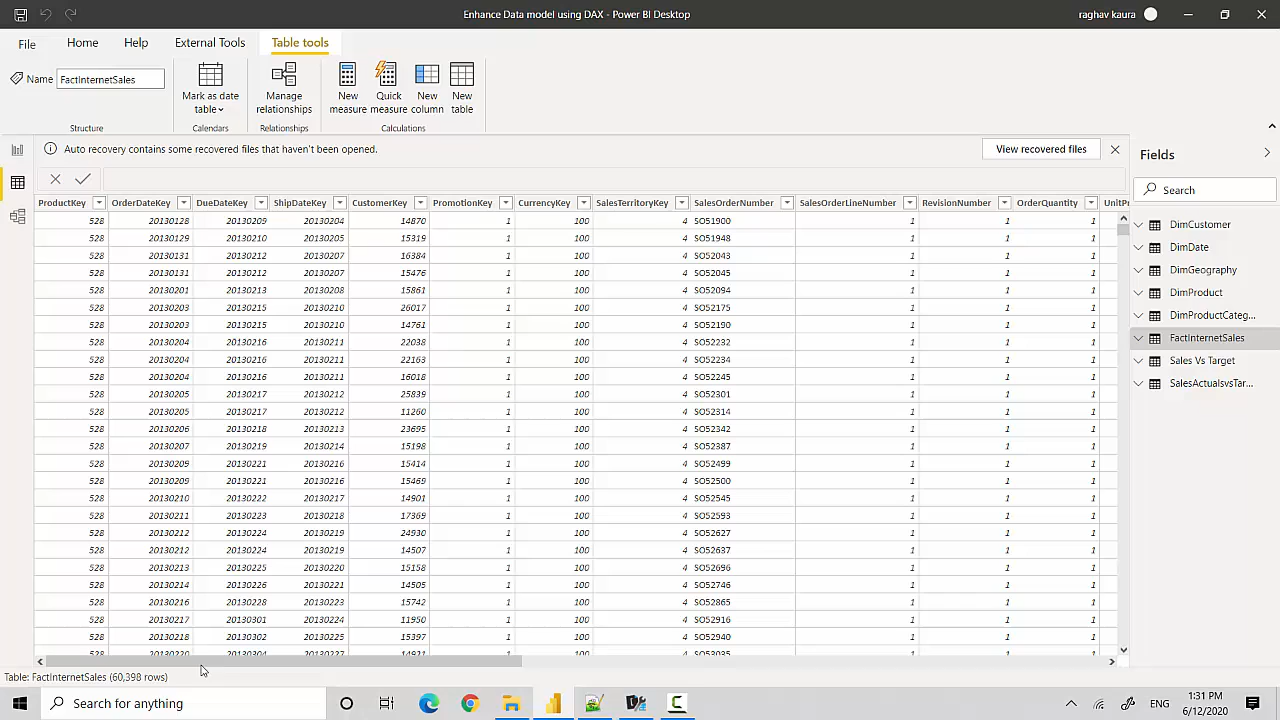 Enhance Data model using DAX - Power BI Desktop
raghav kaura
File Home Help External Tools Table tools
Name FactInternetSales
Mark as date table
Manage relationships
New measure
Quick measure
New column
New table
Structure Calendars Relationships Calculations
Auto recovery contains some recovered files that haven't been opened.
View recovered files
Fields
Search
DimCustomer
DimDate
DimGeography
DimProduct
DimProductCateg...
FactInternetSales
Sales Vs Target
SalesActualsvsTar...
ProductKey OrderDateKey DueDateKey ShipDateKey CustomerKey PromotionKey CurrencyKey SalesTerritoryKey SalesOrderNumber SalesOrderLineNumber RevisionNumber OrderQuantity UnitPr
528 20130128 20130209 20130204 14870 1 100 4 SO51900 1 1 1
528 20130129 20130210 20130205 15319 1 100 4 SO51948 1 1 1
528 20130131 20130212 20130207 16384 1 100 4 SO52043 1 1 1
528 20130131 20130212 20130207 15476 1 100 4 SO52045 1 1 1
528 20130201 20130213 20130208 15861 1 100 4 SO52094 1 1 1
528 20130203 20130215 20130210 26017 1 100 4 SO52175 1 1 1
528 20130203 20130215 20130210 14761 1 100 4 SO52190 1 1 1
528 20130204 20130216 20130211 22038 1 100 4 SO52232 1 1 1
528 20130204 20130216 20130211 22163 1 100 4 SO52234 1 1 1
528 20130204 20130216 20130211 16018 1 100 4 SO52245 1 1 1
528 20130205 20130217 20130212 25839 1 100 4 SO52301 1 1 1
528 20130205 20130217 20130212 11260 1 100 4 SO52314 1 1 1
528 20130206 20130218 20130213 23695 1 100 4 SO52342 1 1 1
528 20130207 20130219 20130214 15198 1 100 4 SO52387 1 1 1
528 20130209 20130221 20130216 15414 1 100 4 SO52499 1 1 1
528 20130209 20130221 20130216 15469 1 100 4 SO52500 1 1 1
528 20130210 20130222 20130217 14901 1 100 4 SO52545 1 1 1
528 20130211 20130223 20130218 17369 1 100 4 SO52593 1 1 1
528 20130212 20130224 20130219 24930 1 100 4 SO52627 1 1 1
528 20130212 20130224 20130219 14507 1 100 4 SO52637 1 1 1
528 20130213 20130225 20130220 15158 1 100 4 SO52696 1 1 1
528 20130214 20130226 20130221 14505 1 100 4 SO52746 1 1 1
528 20130216 20130228 20130223 15742 1 100 4 SO52865 1 1 1
528 20130217 20130301 20130224 11950 1 100 4 SO52916 1 1 1
528 20130218 20130302 20130225 15397 1 100 4 SO52940 1 1 1
528 20130220 20130304 20130227 1 100 4 1 1 1
Table: FactInternetSales (60,398 rows)
Search for anything
ENG
1:31 PM
6/12/2020